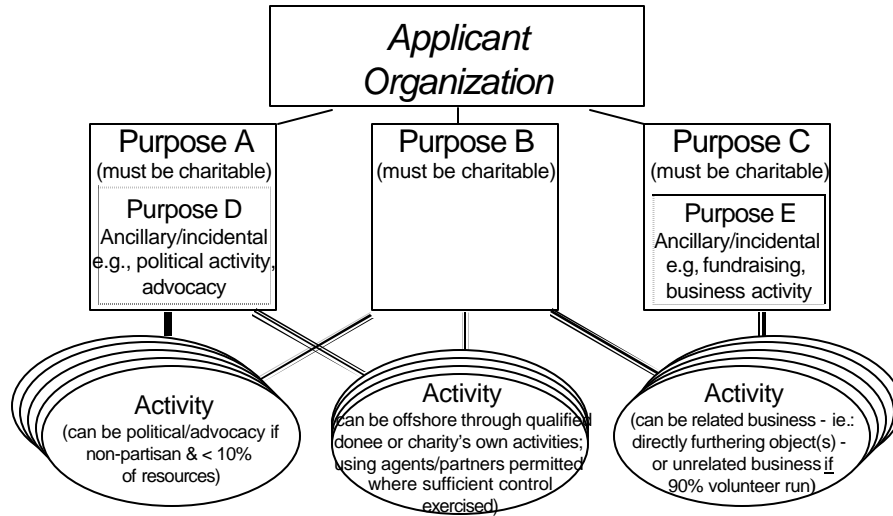 Applicant
Organization
Purpose A
(must be charitable)
Purpose D
Ancillary/incidental
e.g., political activity,
advocacy
Purpose B
(must be charitable)
Purpose C
(must be charitable)
Purpose E
Ancillary/incidental
e.g, fundraising,
business activity
Activity
(can be political/advocacy if
non-partisan & < 10%
of resources)
Activity
(can be offshore through qualified
donee or charity's own activities;
using agents/partners permitted
where sufficient control
exercised)
Activity
(can be related business - ie.:
directly furthering object(s) -
or unrelated business if
90% volunteer run)